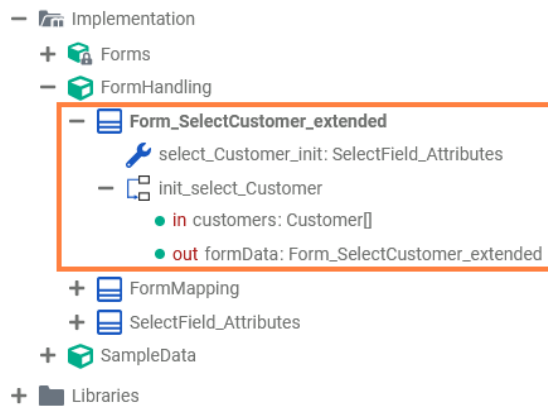 Implementation
Forms
FormHandling
Form_SelectCustomer_extended
select_Customer_init: SelectField_Attributes
init_select_Customer
in customers: Customer[]
out formData: Form_SelectCustomer_extended
FormMapping
SelectField_Attributes
SampleData
Libraries